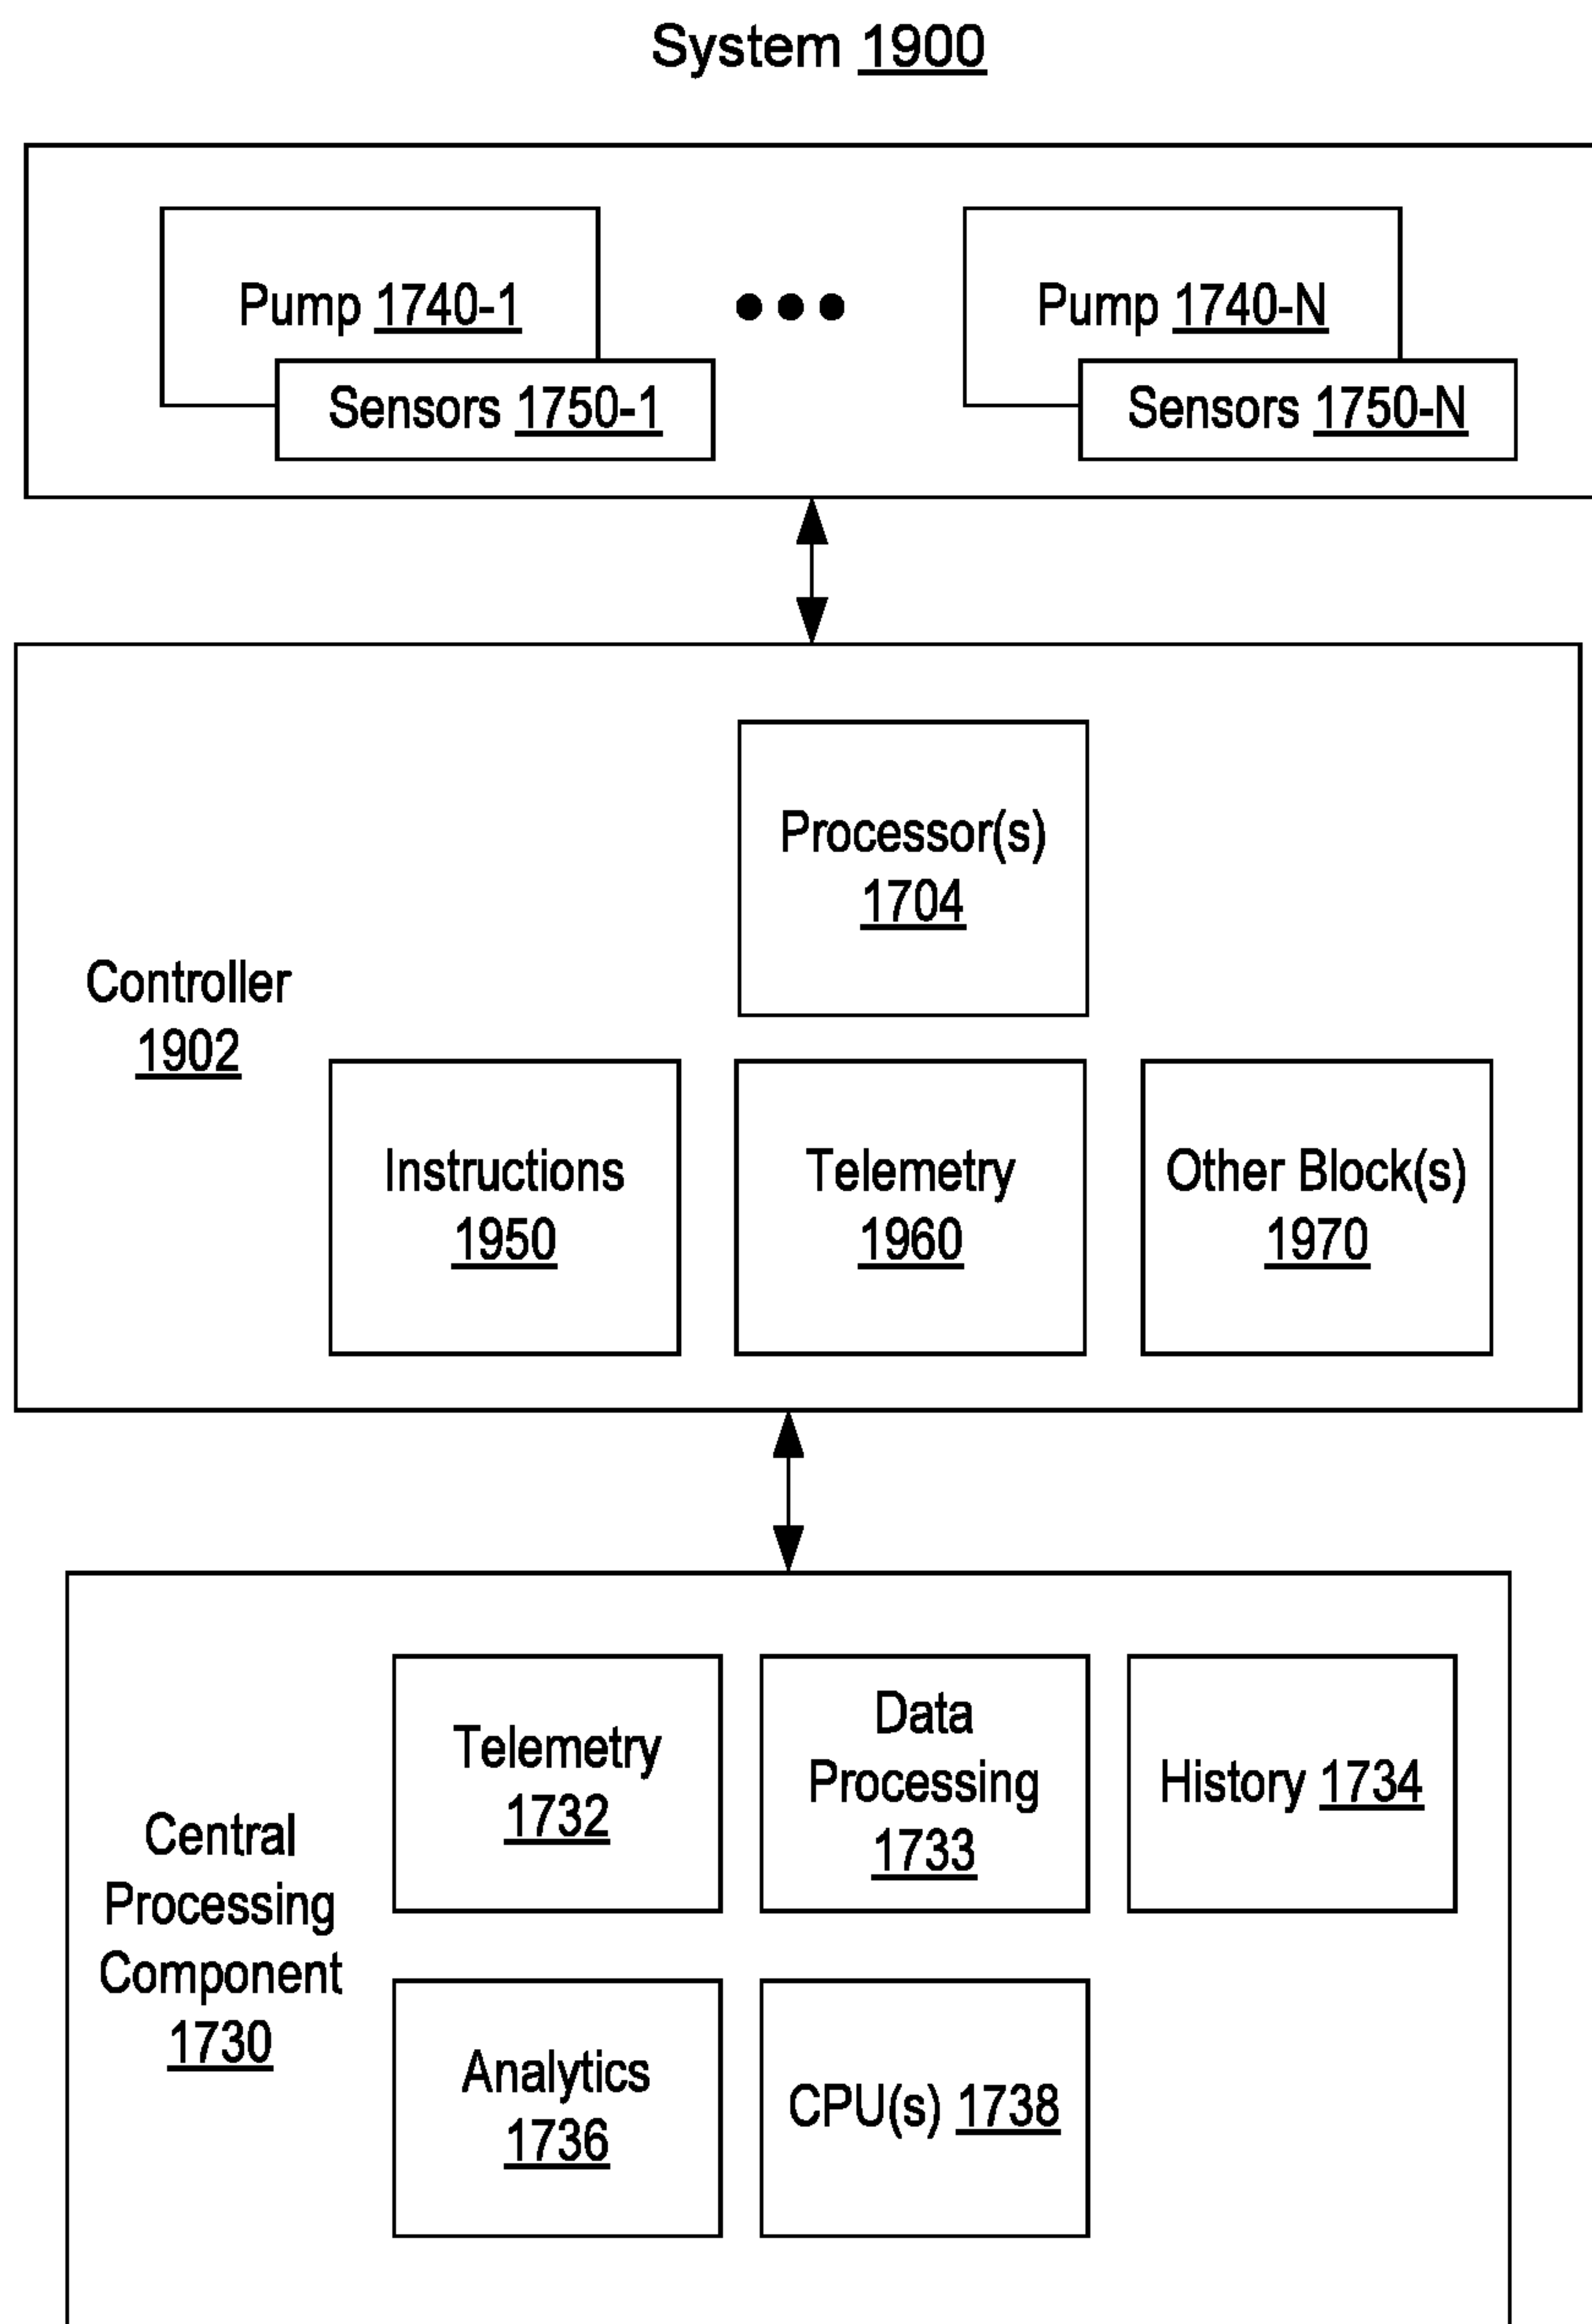 System 1900
Pump 1740-1
Pump 1740-N
Sensors 1750-1
Sensors 1750-N
Processor(s)
1704
Controller
1902
Instructions
1950
Telemetry
1960
Other Block(s)
1970
Telemetry
1732
Data
Processing
1733
History 1734
Central
Processing
Component
1730
Analytics
1736
CPU(s) 1738